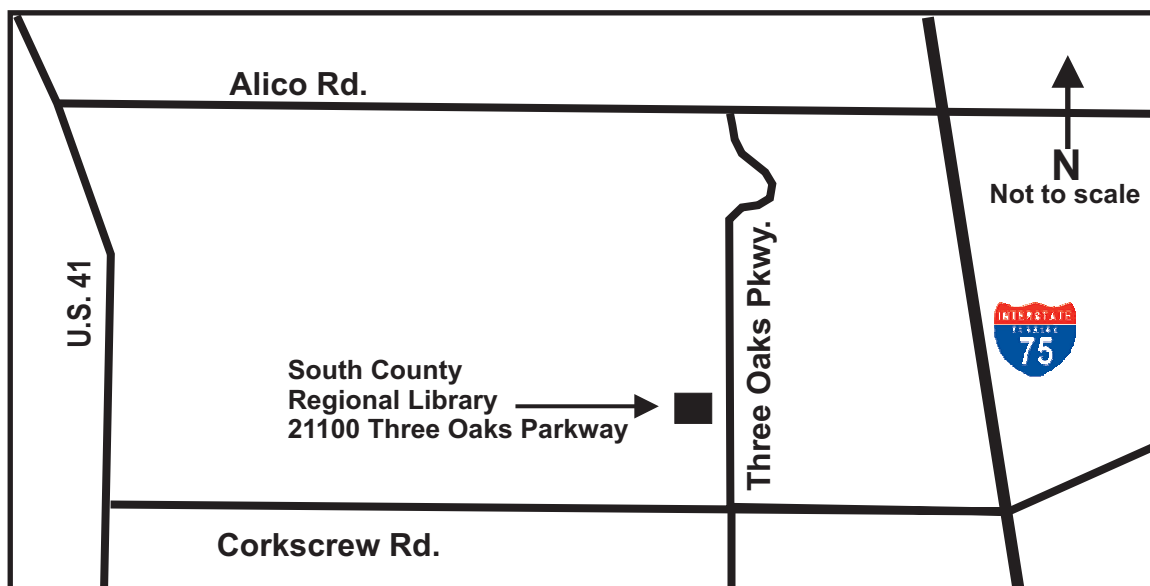 Alico Rd.
N
Not to scale
U.S. 41
Three Oaks Pkwy.
INTERSTATE
FLORIDA
75
South County
Regional Library
21100 Three Oaks Parkway
Corkscrew Rd.